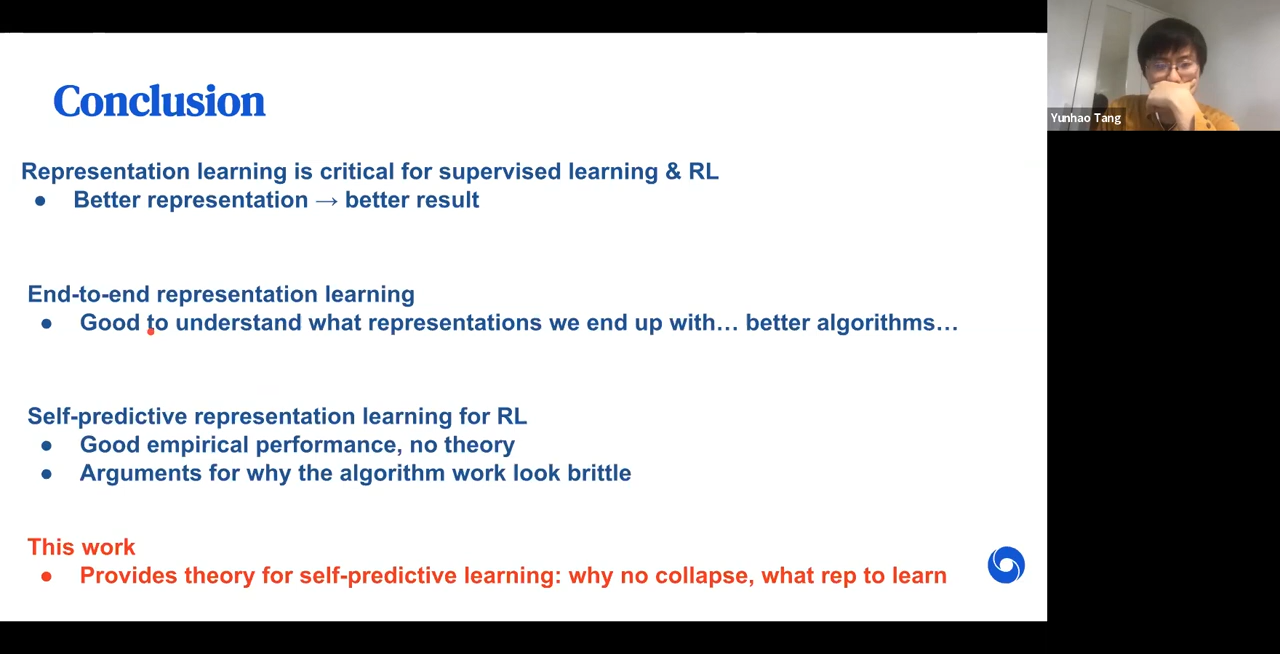 Conclusion
Yunhao Tang
Representation learning is critical for supervised learning & RL
● Better representation → better result
End-to-end representation learning
● Good to understand what representations we end up with… better algorithms…
Self-predictive representation learning for RL
● Good empirical performance, no theory
● Arguments for why the algorithm work look brittle
This work
● Provides theory for self-predictive learning: why no collapse, what rep to learn